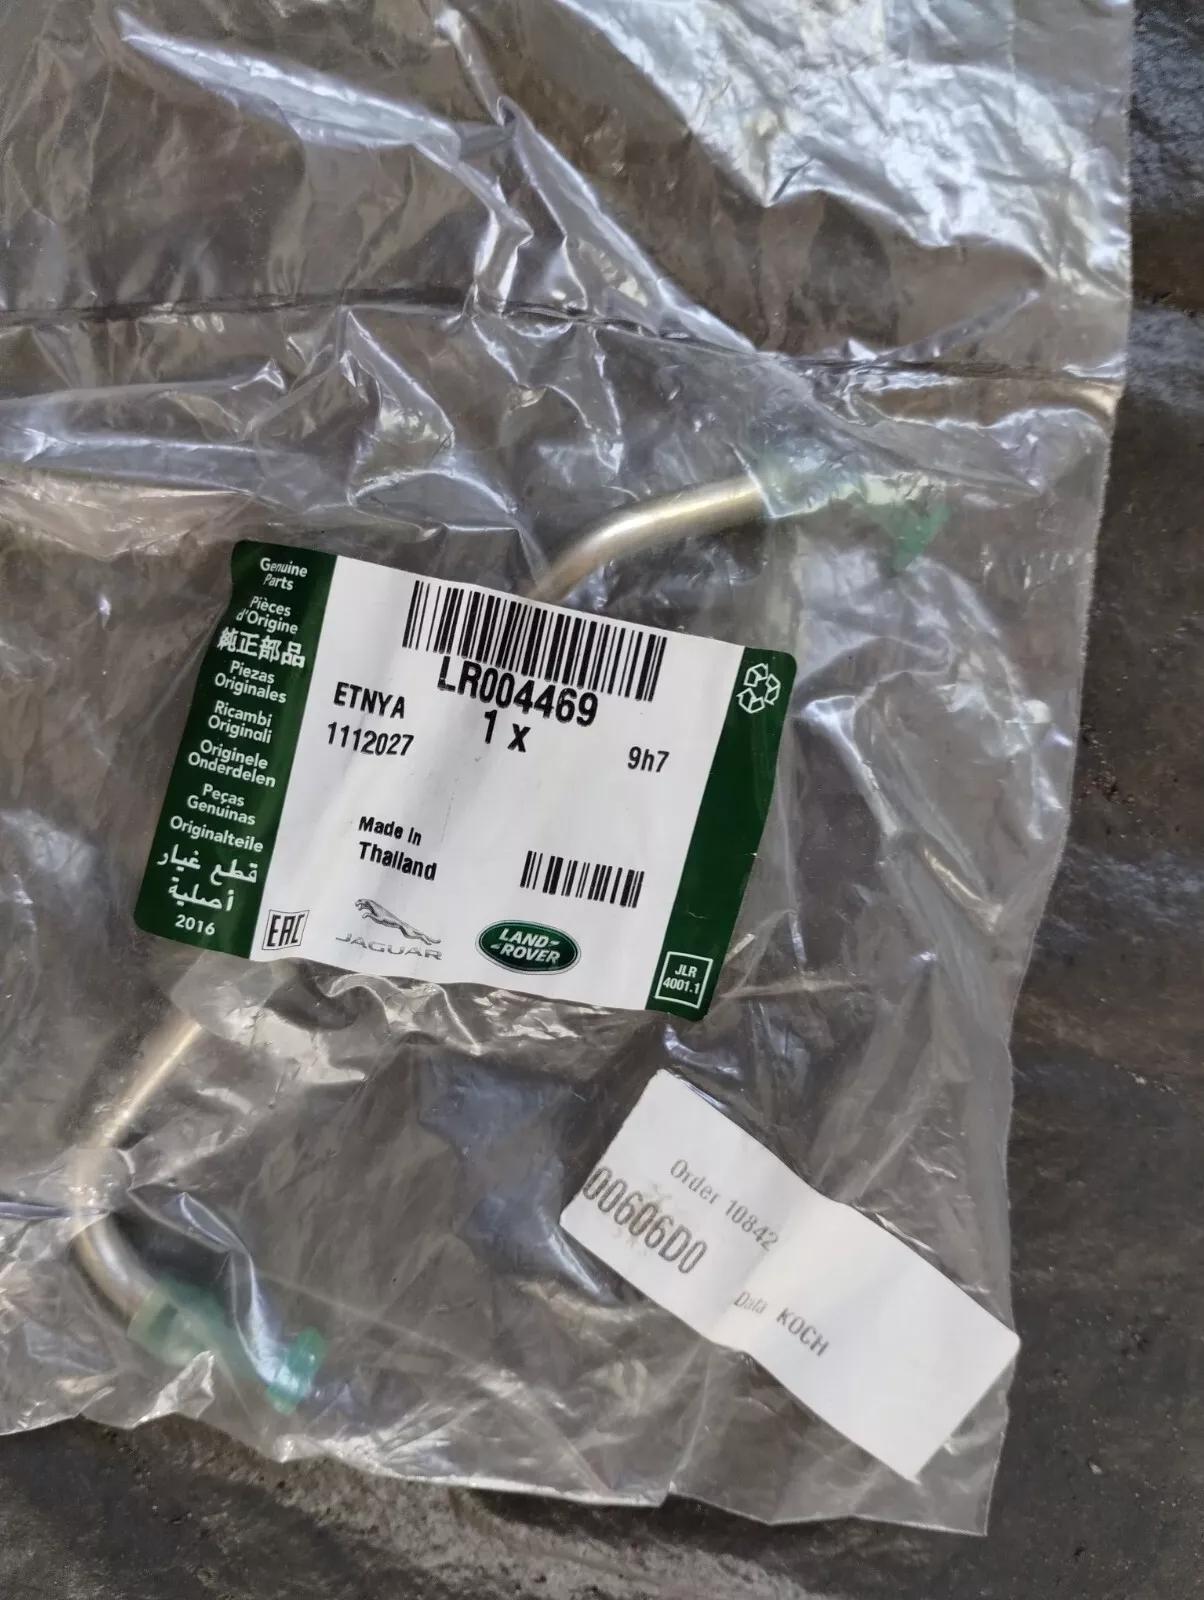 Genuine
Parts
Pièces
d'Origine
純正部品
Piezas
Originales
Ricambi
Originali
Originele
Onderdelen
Peças
Genuinas
Originalteile
قطع غيار
أصلية
2016
LR004469
ETNYA
1 x
1112027
9h7
Made in
Thailand
EAC
JAGUAR
LAND-
-ROVER
JLR
4001.1
Order 10842
00606D0
Data KOCH